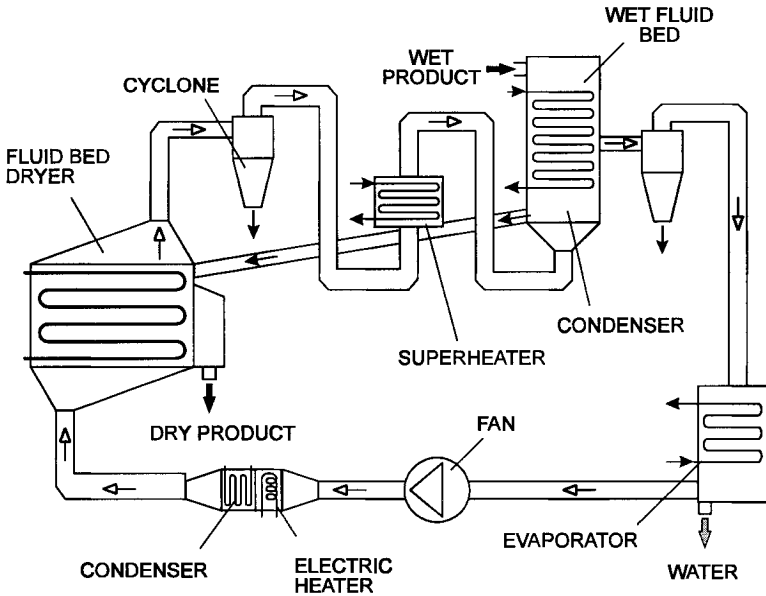 WET FLUID
BED
WET
PRODUCT
CYCLONE
FLUID BED
DRYER
CONDENSER
SUPERHEATER
DRY PRODUCT
FAN
EVAPORATOR
CONDENSER
ELECTRIC
HEATER
WATER